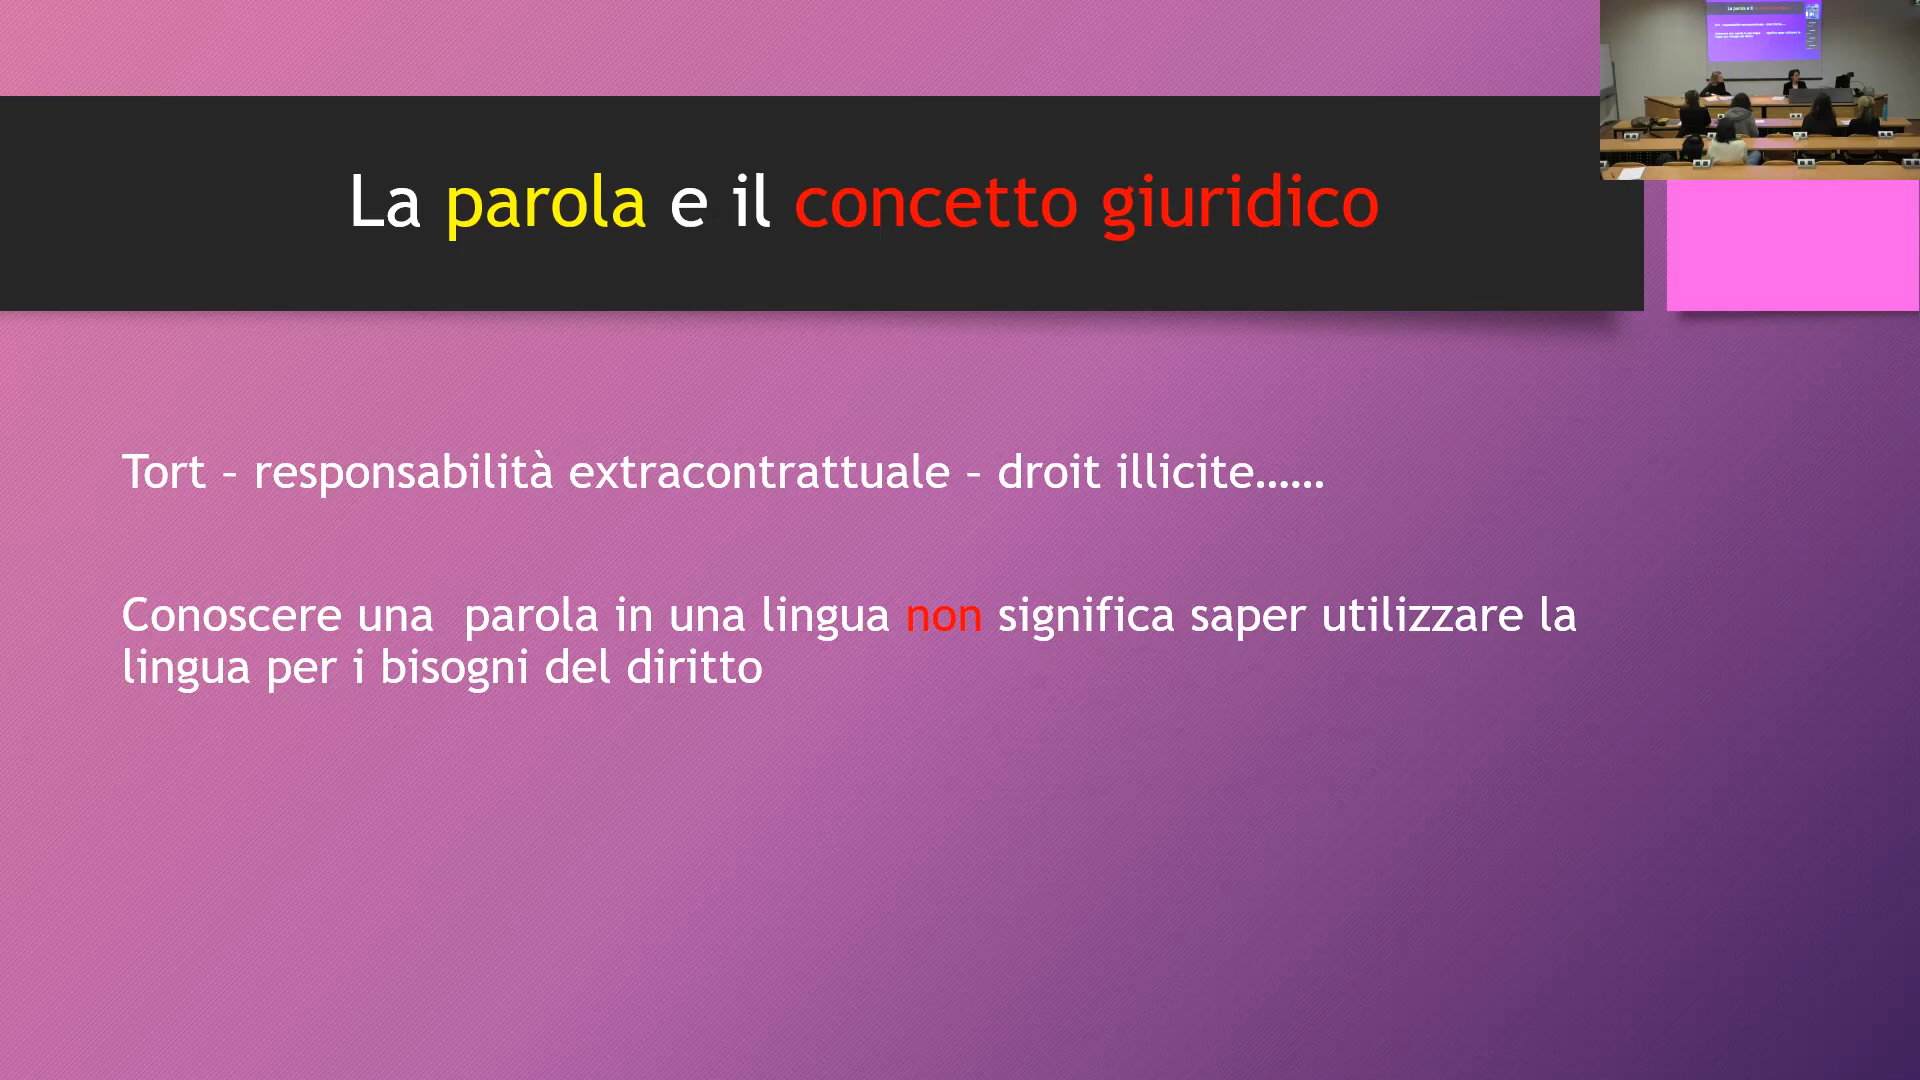 La parola e il concetto giuridico
Tort – responsabilità extracontrattuale – droit illicite……
Conoscere una  parola in una lingua non significa saper utilizzare la
lingua per i bisogni del diritto